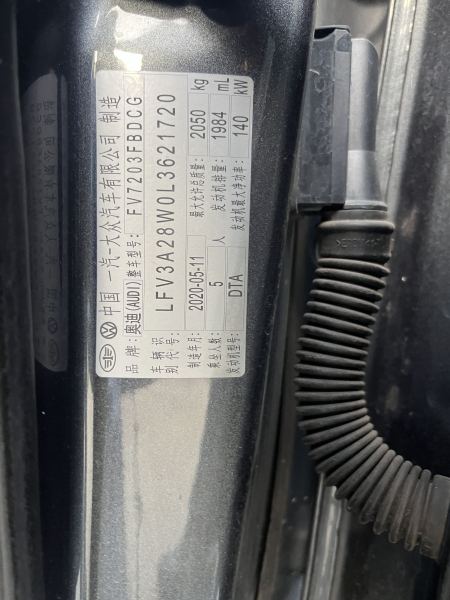 中国 一汽-大众汽车有限公司 制造
品 牌: 奥迪(AUDI) 整车型号: FV7203FBDCG
车辆识别代号: LFV3A28W0L3621720
制造年月: 2020-05-11 最大允许总质量: 2050 kg
乘坐人数: 5 人 发动机排量: 1984 mL
发动机型号: DTA 发动机最大净功率: 140 kW